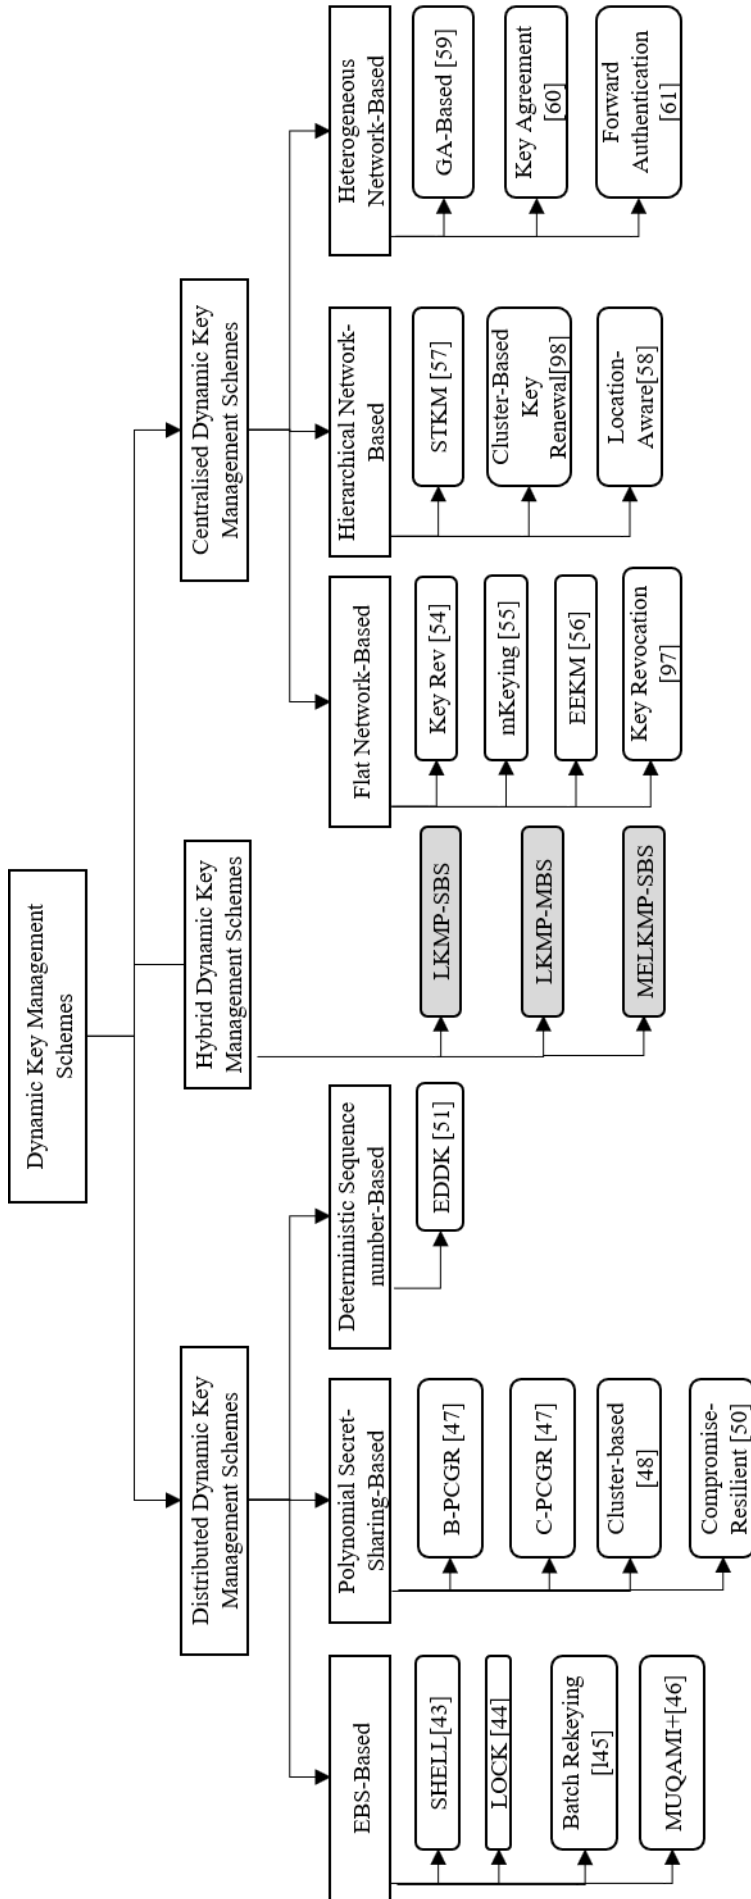 Dynamic Key Management
Schemes
Distributed Dynamic Key
Management Schemes
Hybrid Dynamic Key
Management Schemes
Centralised Dynamic Key
Management Schemes
EBS-Based
Polynomial Secret-
Sharing-Based
Deterministic Sequence
number-Based
Flat Network-Based
Hierarchical Network-
Based
Heterogeneous
Network-Based
SHELL[43]
LOCK [44]
Batch Rekeying
[l45]
MUQAMI+[46]
B-PCGR [47]
C-PCGR [47]
Cluster-based
[48]
Compromise-
Resilient [50]
EDDK [51]
LKMP-SBS
LKMP-MBS
MELKMP-SBS
Key Rev [54]
mKeying [55]
EEKM [56]
Key Revocation
[97]
STKM [57]
Cluster-Based
Key
Renewal[98]
Location-
Aware[58]
GA-Based [59]
Key Agreement
[60]
Forward
Authentication
[61]